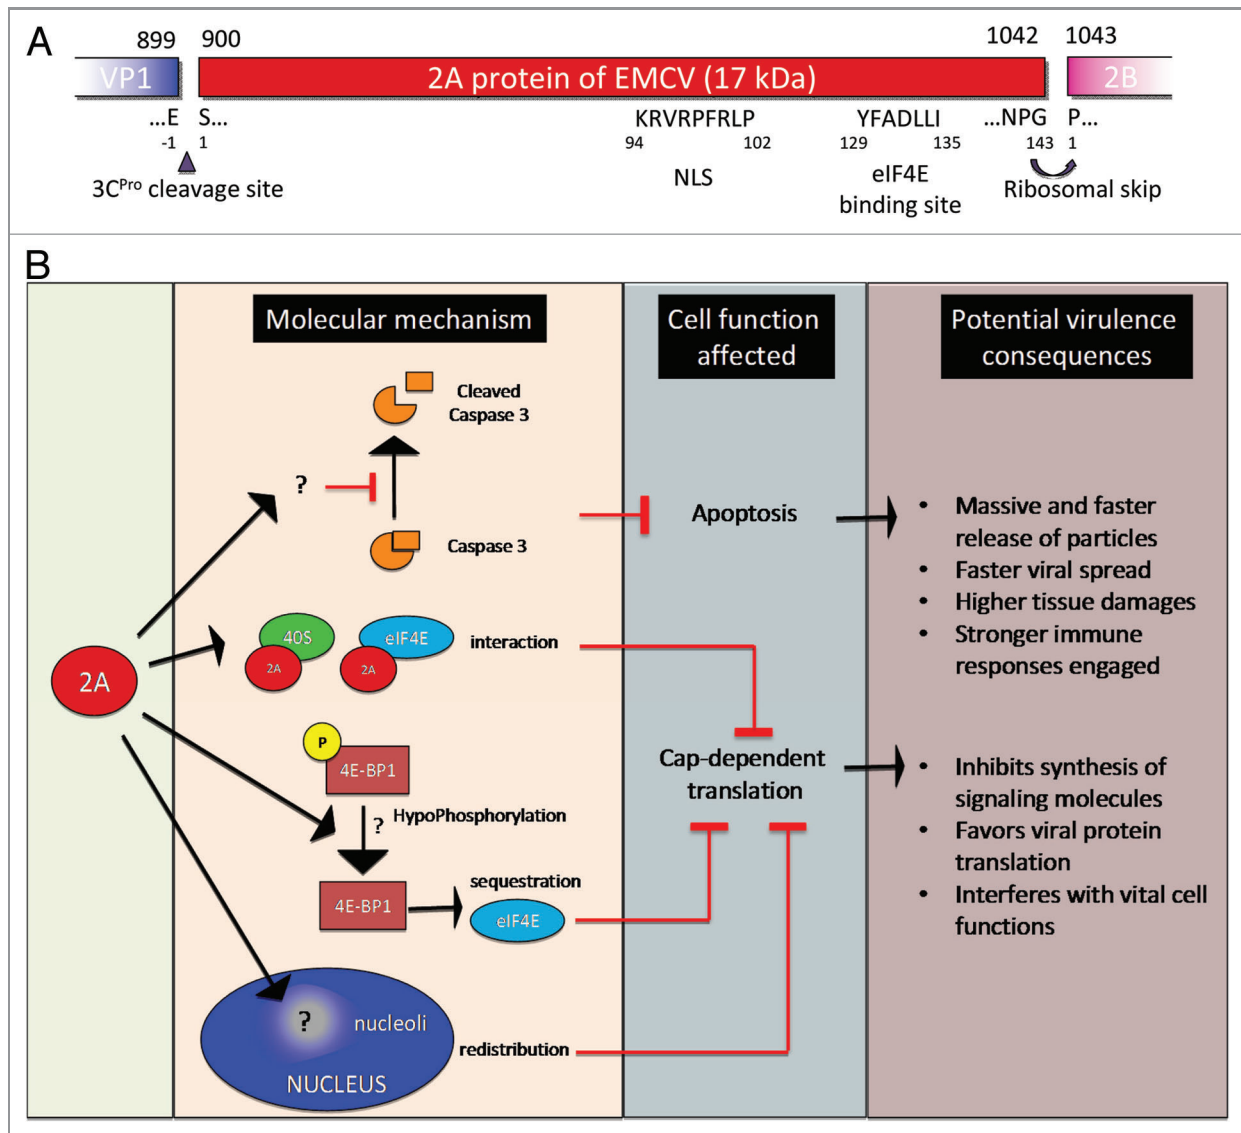 A
899 900 1042 1043
VP1 2A protein of EMCV (17 kDa) 2B
...E S... KRVRPFRLP YFADLLI ...NPG P...
-1 1 94 102 129 135 143 1
3CPro cleavage site NLS eIF4E
binding site Ribosomal skip
B
Molecular mechanism
Cell function
affected
Potential virulence
consequences
Cleaved
Caspase 3
?
Caspase 3
Apoptosis
• Massive and faster
release of particles
• Faster viral spread
• Higher tissue damages
• Stronger immune
responses engaged
2A
40S
2A
eIF4E
2A
interaction
P
4E-BP1
? HypoPhosphorylation
4E-BP1
sequestration
eIF4E
Cap-dependent
translation
• Inhibits synthesis of
signaling molecules
• Favors viral protein
translation
• Interferes with vital cell
functions
?
nucleoli
NUCLEUS
redistribution